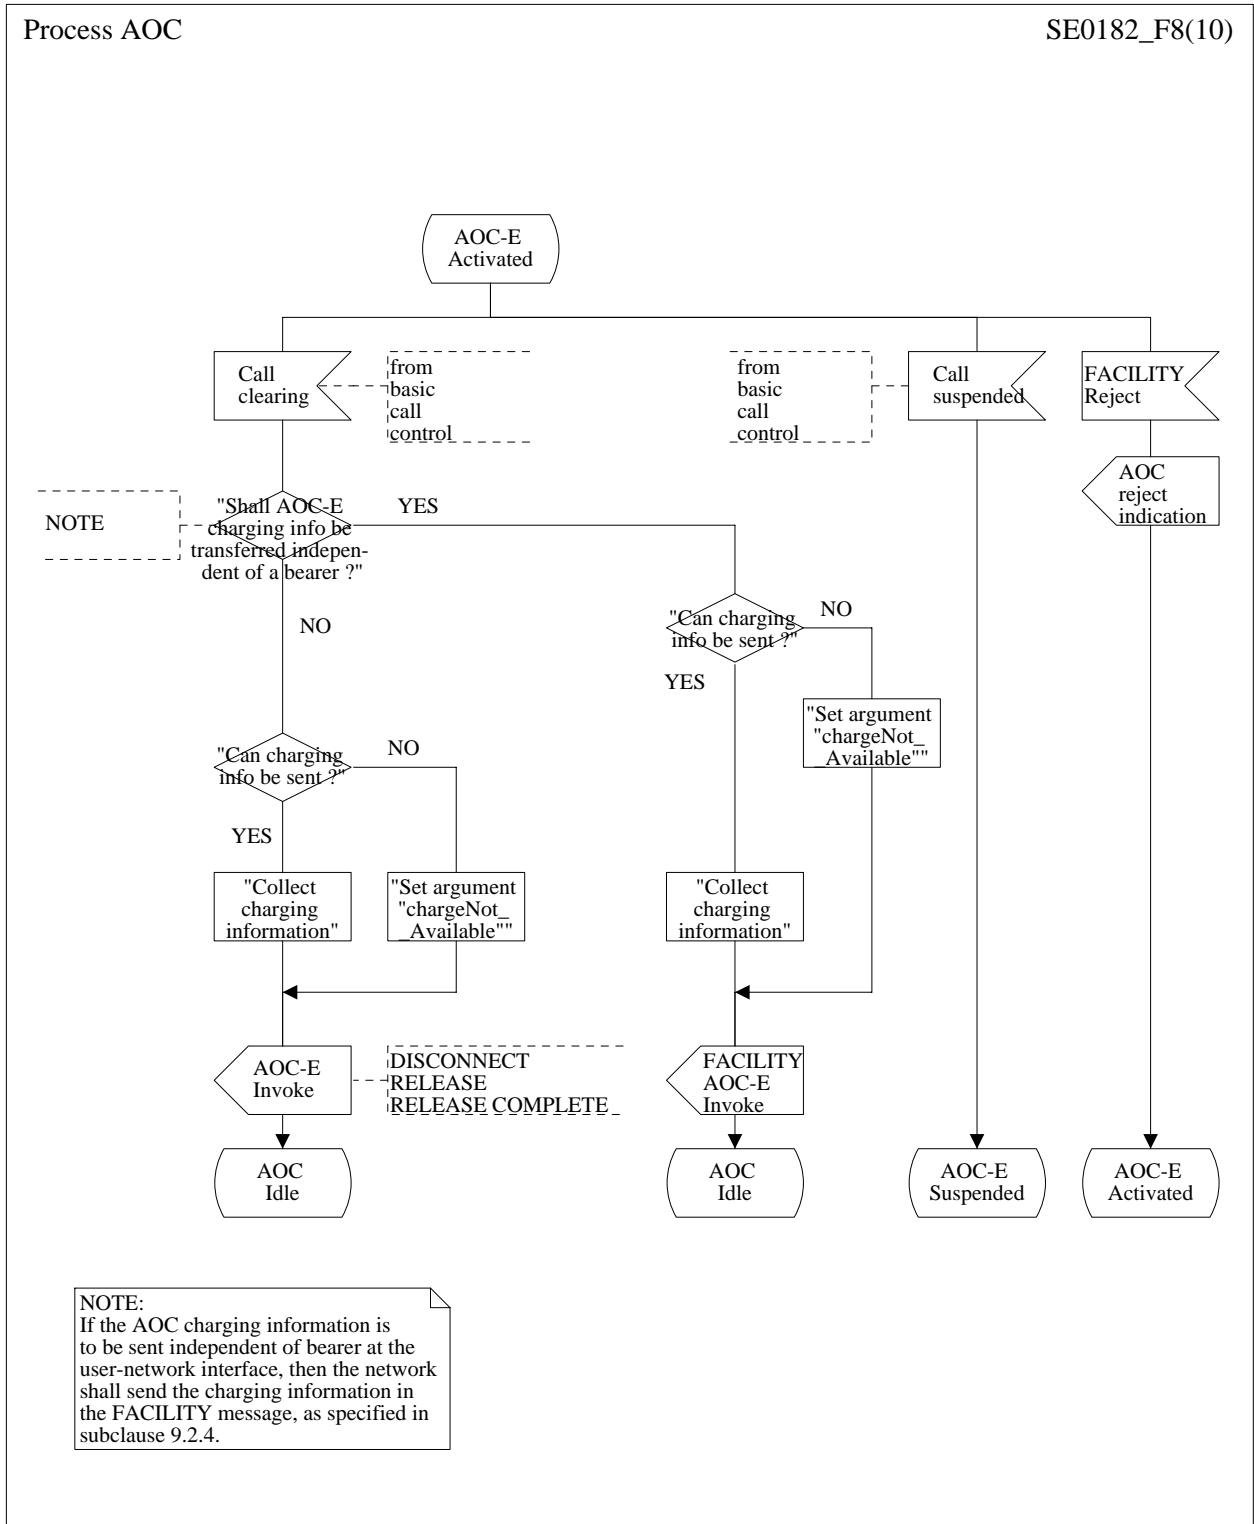 Process AOC
SE0182_F8(10)
AOC-E
Activated
Call
clearing
from
basic
call
control
from
basic
call
control
Call
suspended
FACILITY
Reject
AOC
reject
indication
NOTE
"Shall AOC-E
charging info be
transferred indepen-
dent of a bearer ?"
YES
NO
"Can charging
info be sent ?"
NO
YES
"Set argument
"chargeNot_
_Available""
"Can charging
info be sent ?"
NO
YES
"Collect
charging
information"
"Set argument
"chargeNot_
_Available""
"Collect
charging
information"
AOC-E
Invoke
DISCONNECT
RELEASE
RELEASE COMPLETE
FACILITY
AOC-E
Invoke
AOC
Idle
AOC
Idle
AOC-E
Suspended
AOC-E
Activated
NOTE:
If the AOC charging information is
to be sent independent of bearer at the
user-network interface, then the network
shall send the charging information in
the FACILITY message, as specified in
subclause 9.2.4.